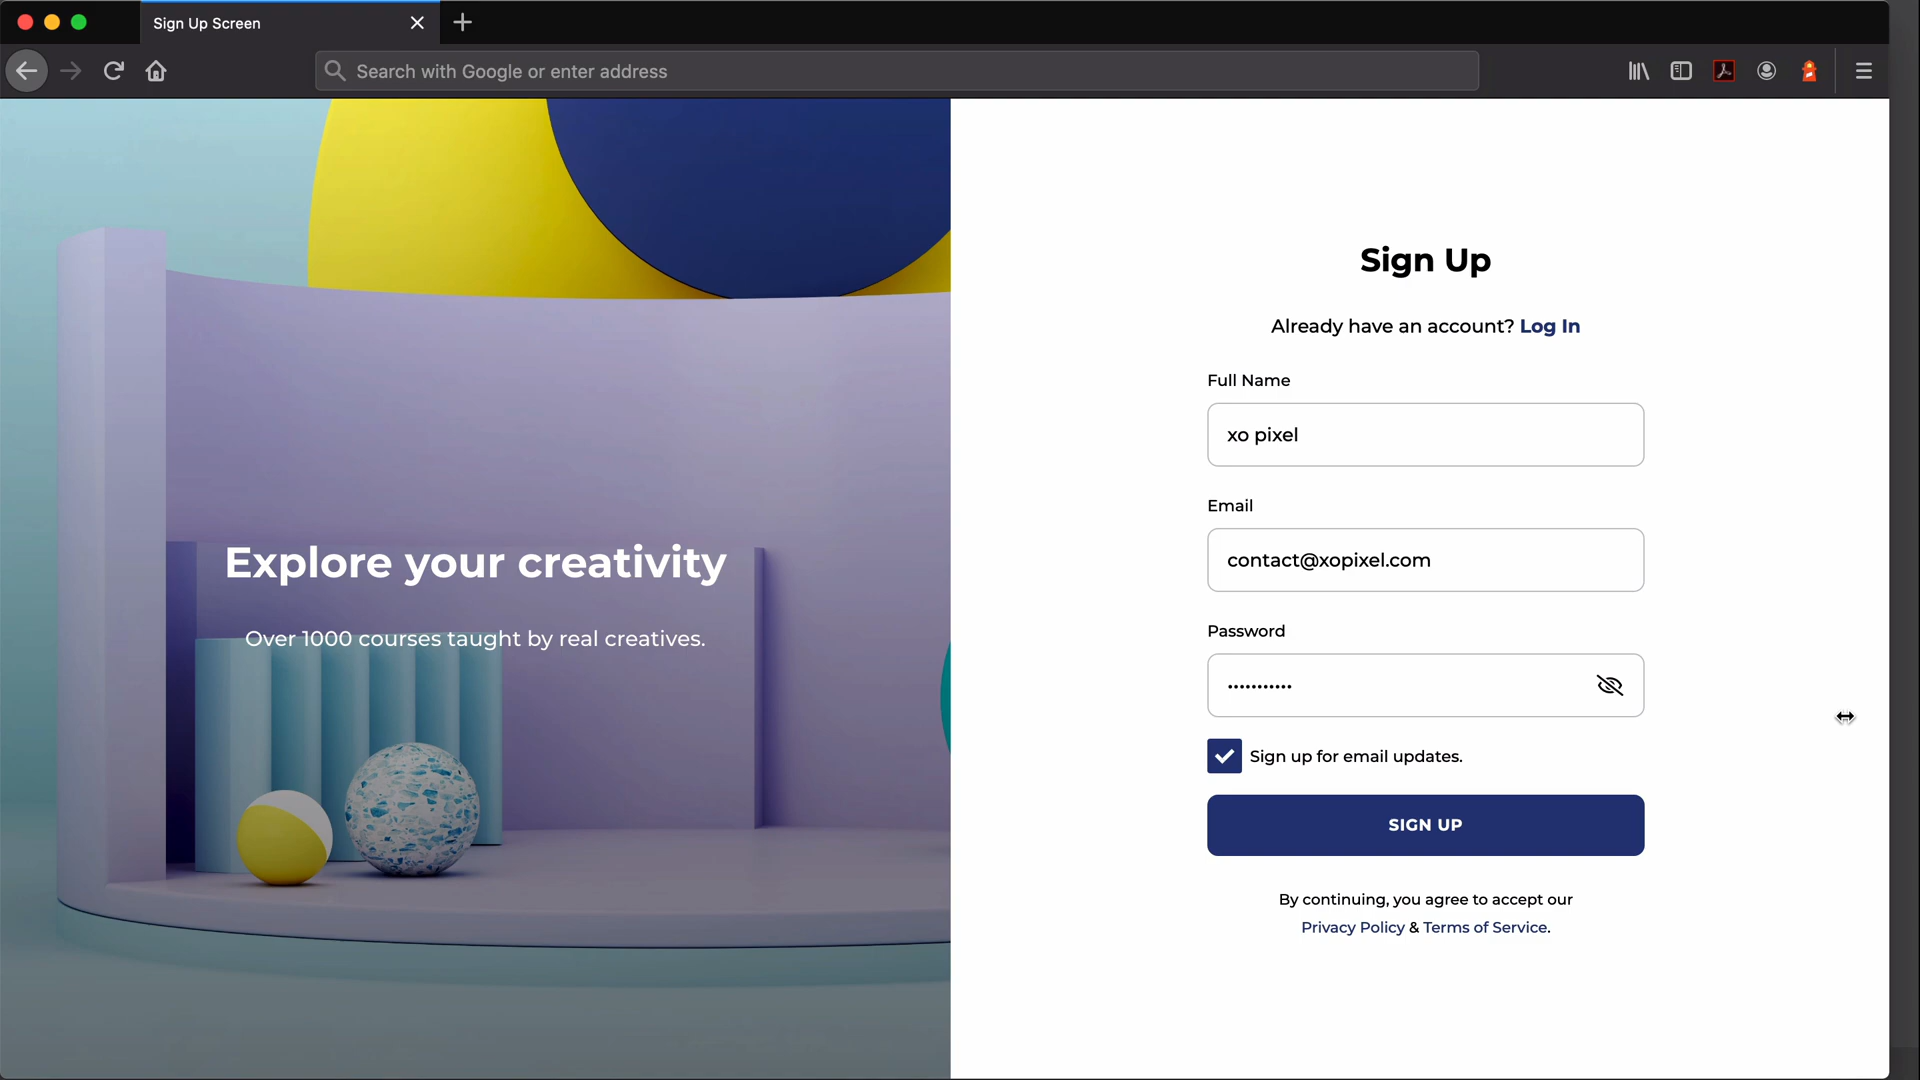 Sign Up Screen
Search with Google or enter address
Explore your creativity
Over 1000 courses taught by real creatives.
Sign Up
Already have an account? Log In
Full Name
xo pixel
Email
contact@xopixel.com
Password
•••••••••••
Sign up for email updates.
SIGN UP
By continuing, you agree to accept our
Privacy Policy & Terms of Service.